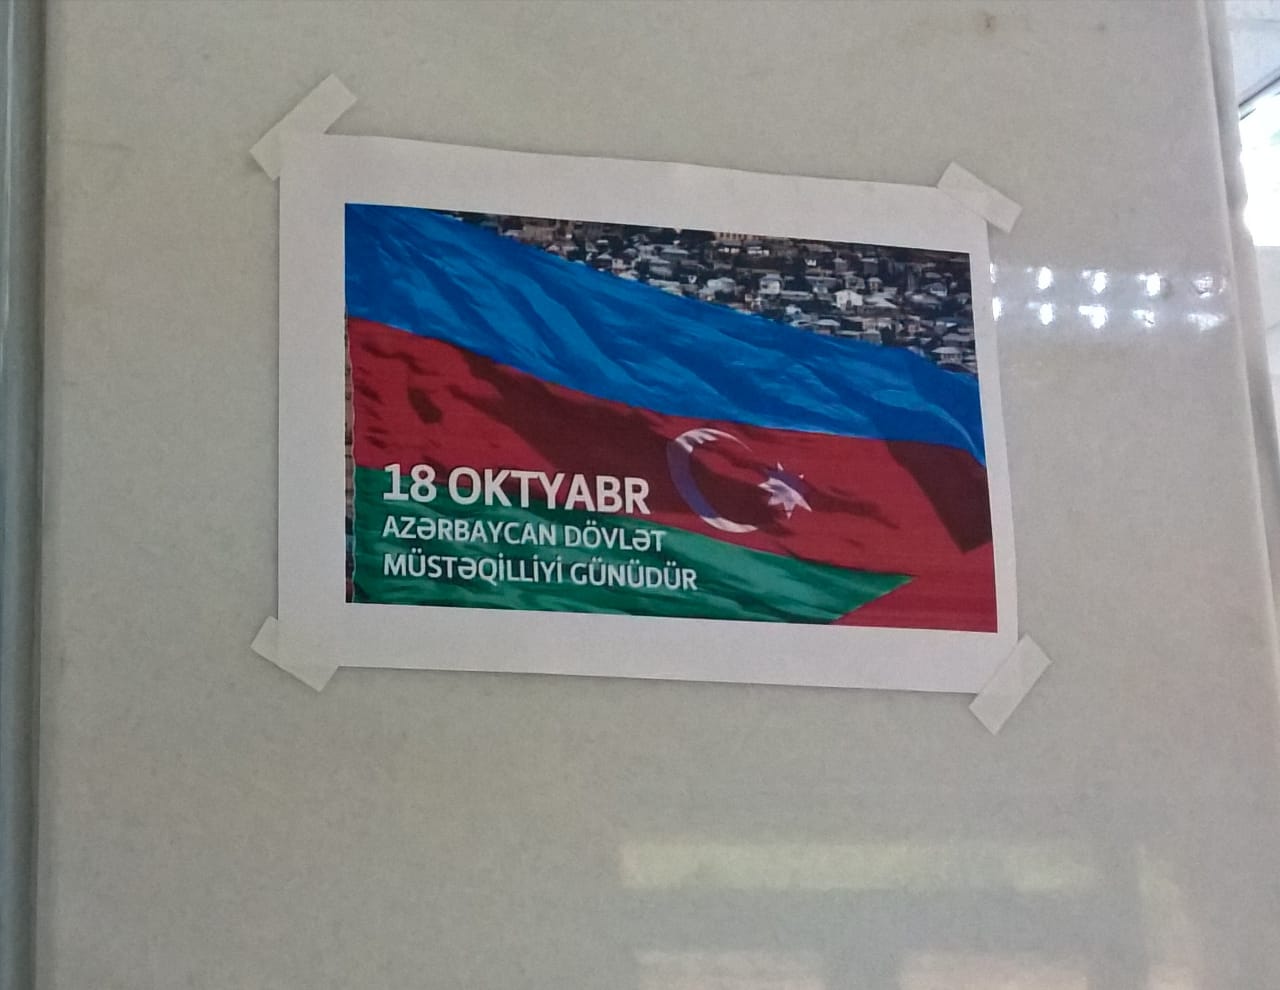 18 OKTYABR
AZƏRBAYCAN DÖVLƏT
MÜSTƏQİLLİYİ GÜNÜDÜR